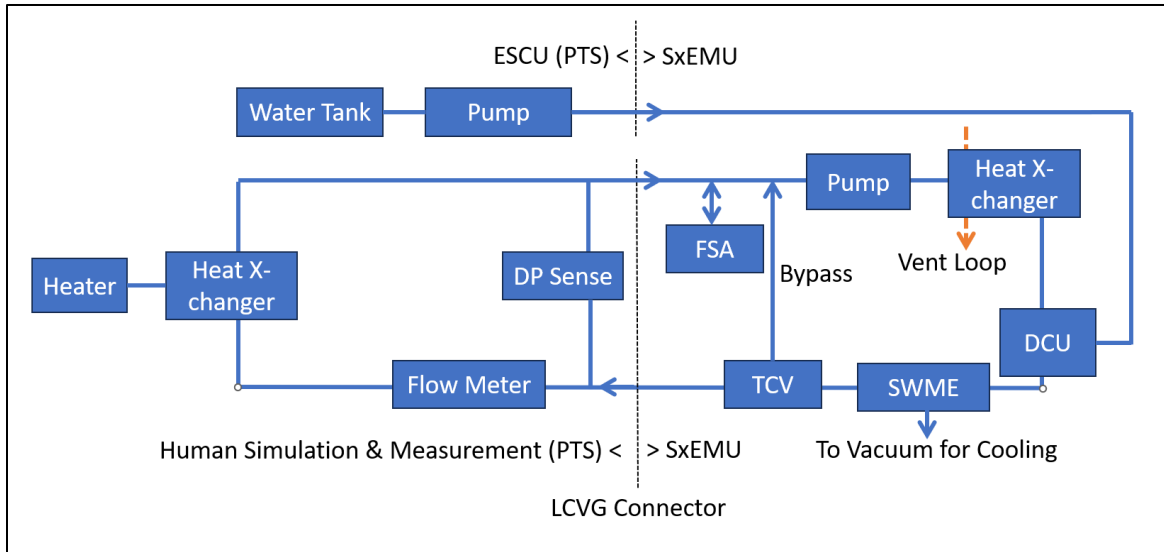 ESCU (PTS) < > SxEMU
Water Tank
Pump
Pump
Heat X-
changer
FSA
Bypass
Vent Loop
Heater
Heat X-
changer
DP Sense
DCU
Flow Meter
TCV
SWME
Human Simulation & Measurement (PTS) < > SxEMU
To Vacuum for Cooling
LCVG Connector